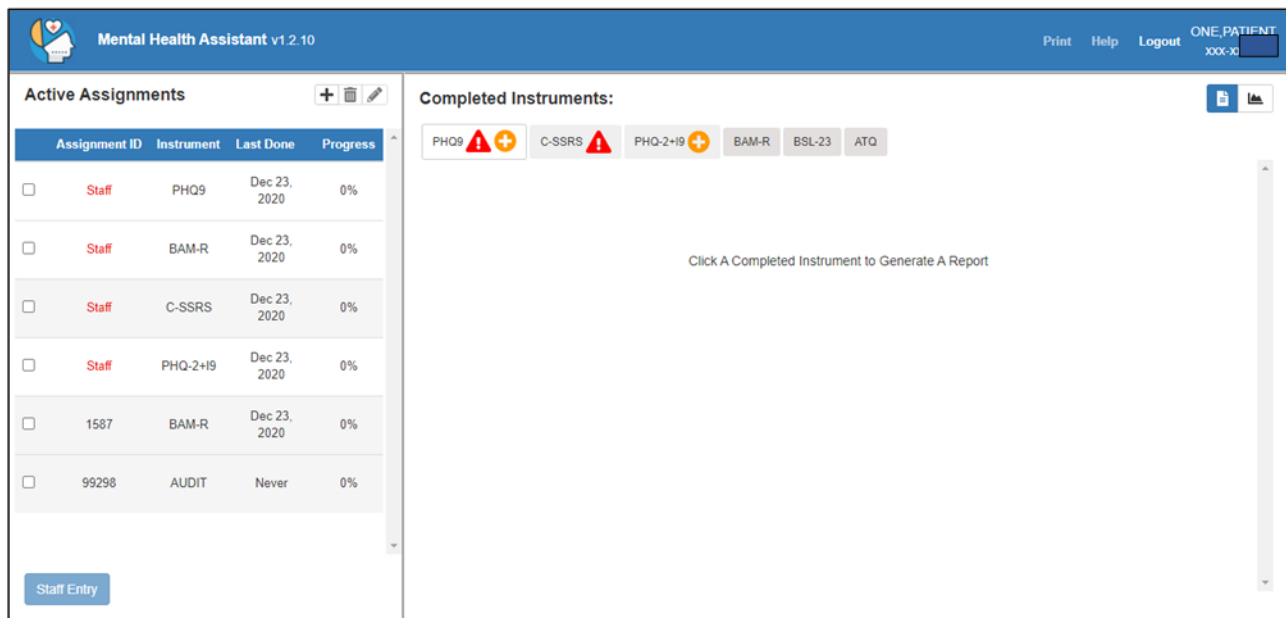 Mental Health Assistant v1.2.10
Print Help Logout ONE,PATIENT
xxx-x
Active Assignments
Assignment ID Instrument Last Done Progress
Staff PHQ9 Dec 23, 2020 0%
Staff BAM-R Dec 23, 2020 0%
Staff C-SSRS Dec 23, 2020 0%
Staff PHQ-2+I9 Dec 23, 2020 0%
1587 BAM-R Dec 23, 2020 0%
99298 AUDIT Never 0%
Staff Entry
Completed Instruments:
PHQ9 C-SSRS PHQ-2+I9 BAM-R BSL-23 ATQ
Click A Completed Instrument to Generate A Report